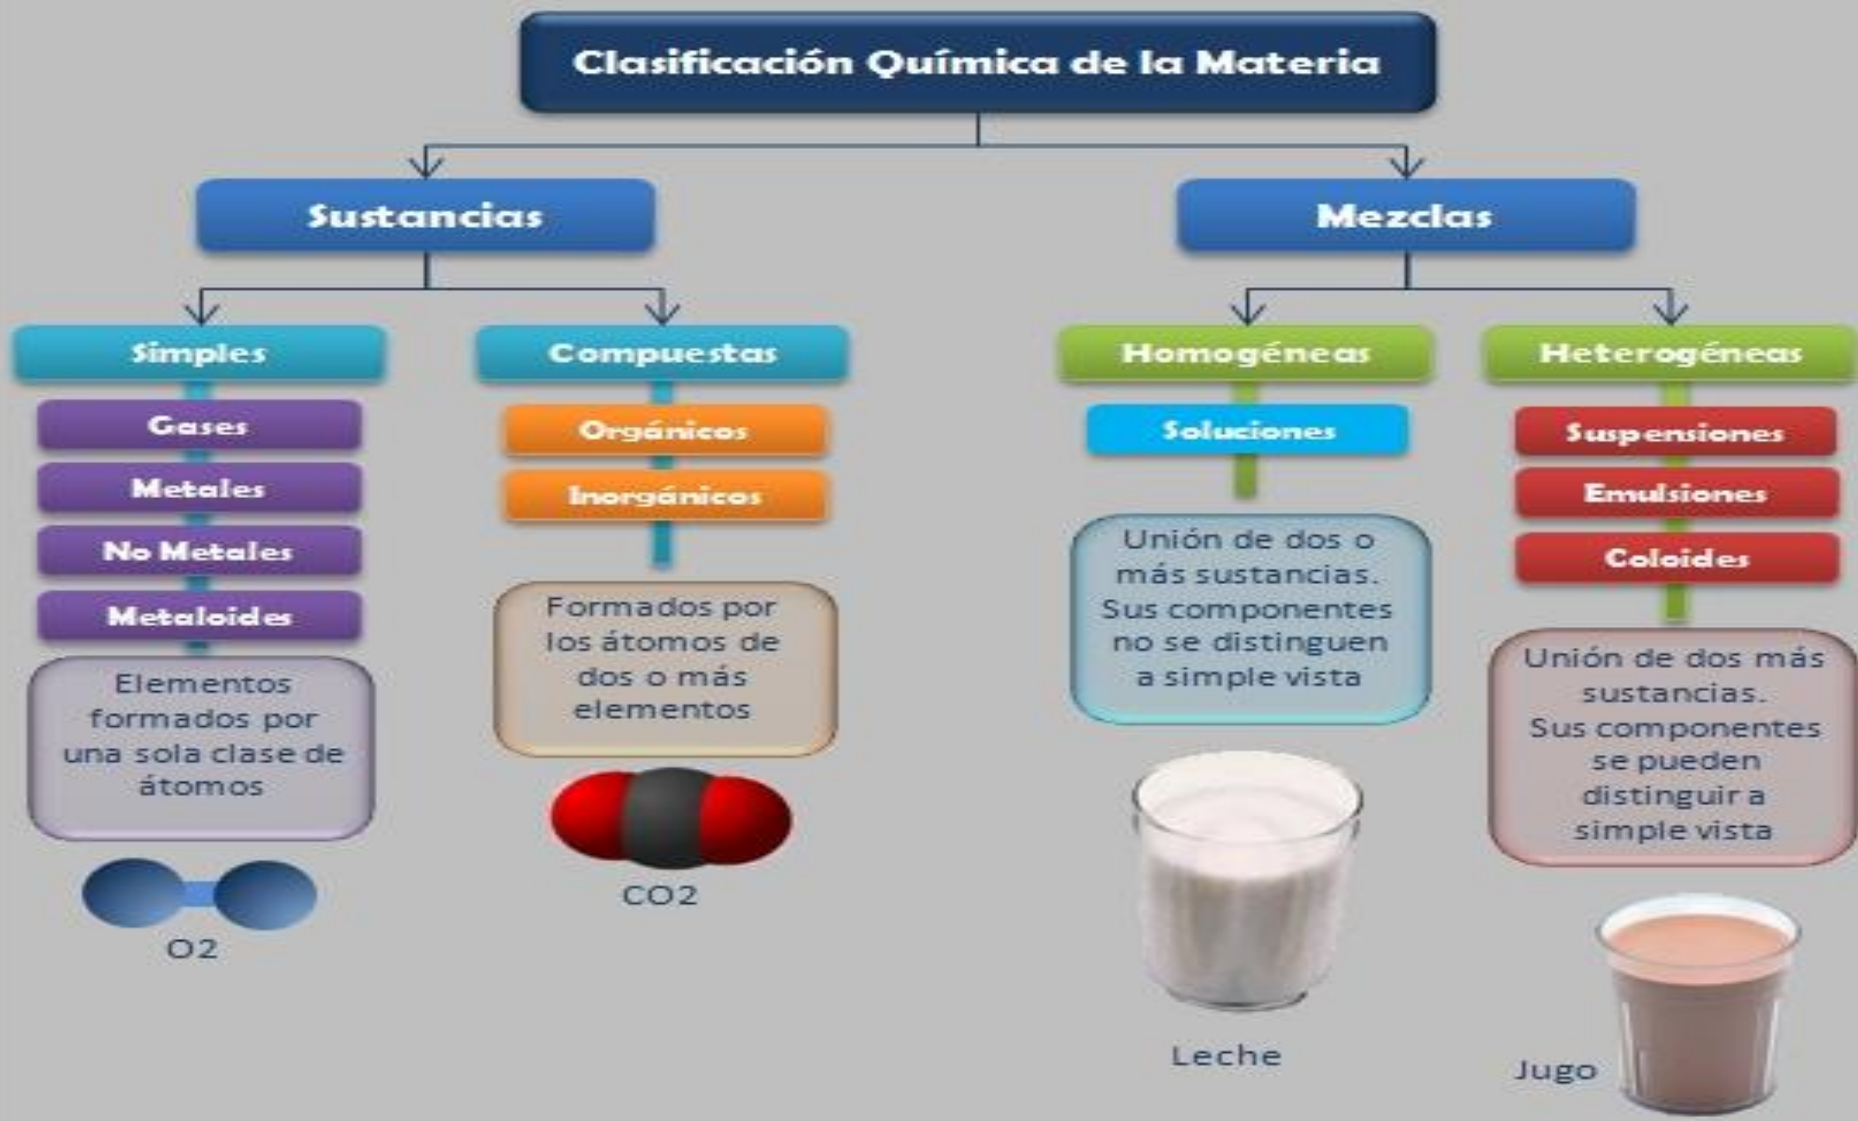 Clasificación Química de la Materia
Sustancias
Mezclas
Simples
Compuestas
Homogéneas
Heterogéneas
Gases
Metales
No Metales
Metaloides
Elementos
formados por
una sola clase de
átomos
O2
Orgánicos
Inorgánicos
Formados por
los átomos de
dos o más
elementos
CO2
Soluciones
Unión de dos o
más sustancias.
Sus componentes
no se distinguen
a simple vista
Leche
Suspensiones
Emulsiones
Coloides
Unión de dos más
sustancias.
Sus componentes
se pueden
distinguir a
simple vista
Jugo